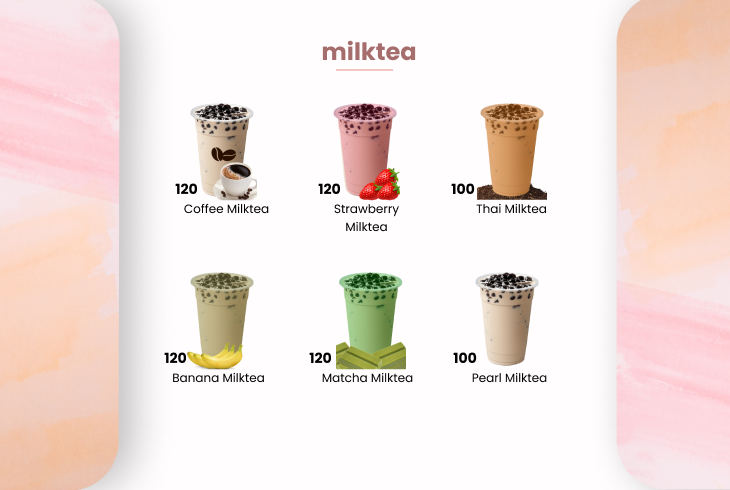 milktea
120
Coffee Milktea
120
Strawberry
Milktea
100
Thai Milktea
120
Banana Milktea
120
Matcha Milktea
100
Pearl Milktea